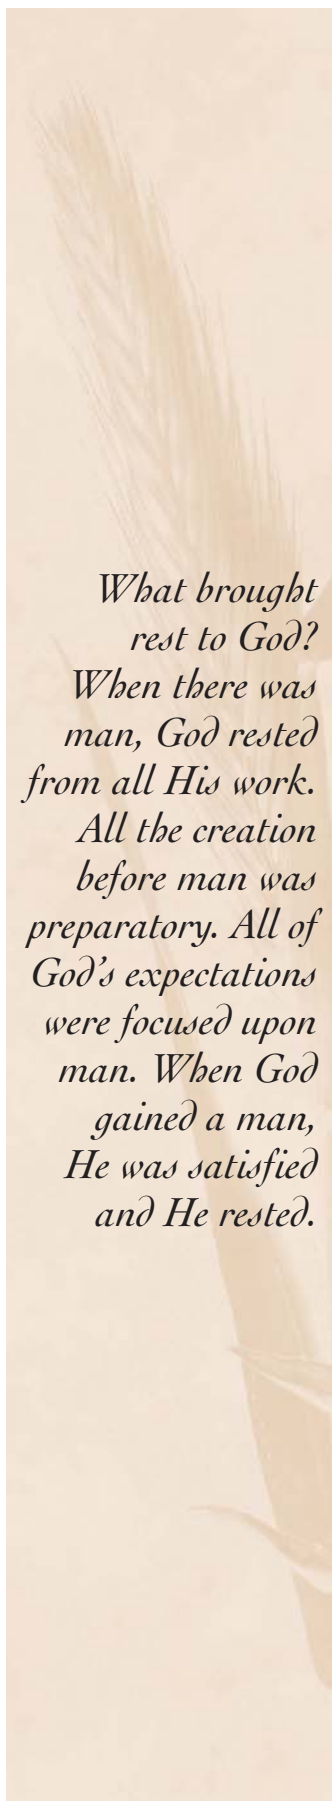 What brought
rest to God?
When there was
man, God rested
from all His work.
All the creation
before man was
preparatory. All of
God’s expectations
were focused upon
man. When God
gained a man,
He was satisfied
and He rested.